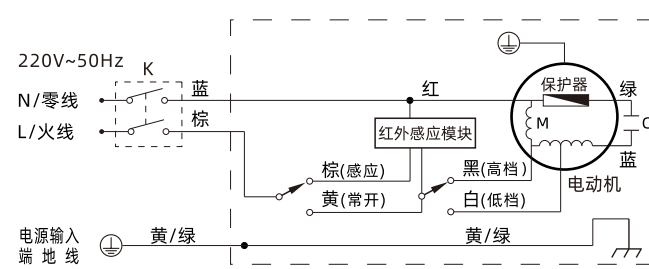 220V~50Hz
K
N/零线
蓝
红
保护器
绿
L/火线
棕
红外感应模块
M
C
蓝
棕(感应)
黑(高档)
黄(常开)
白(低档)
电动机
电源输入
端 地 线
黄/绿
黄/绿